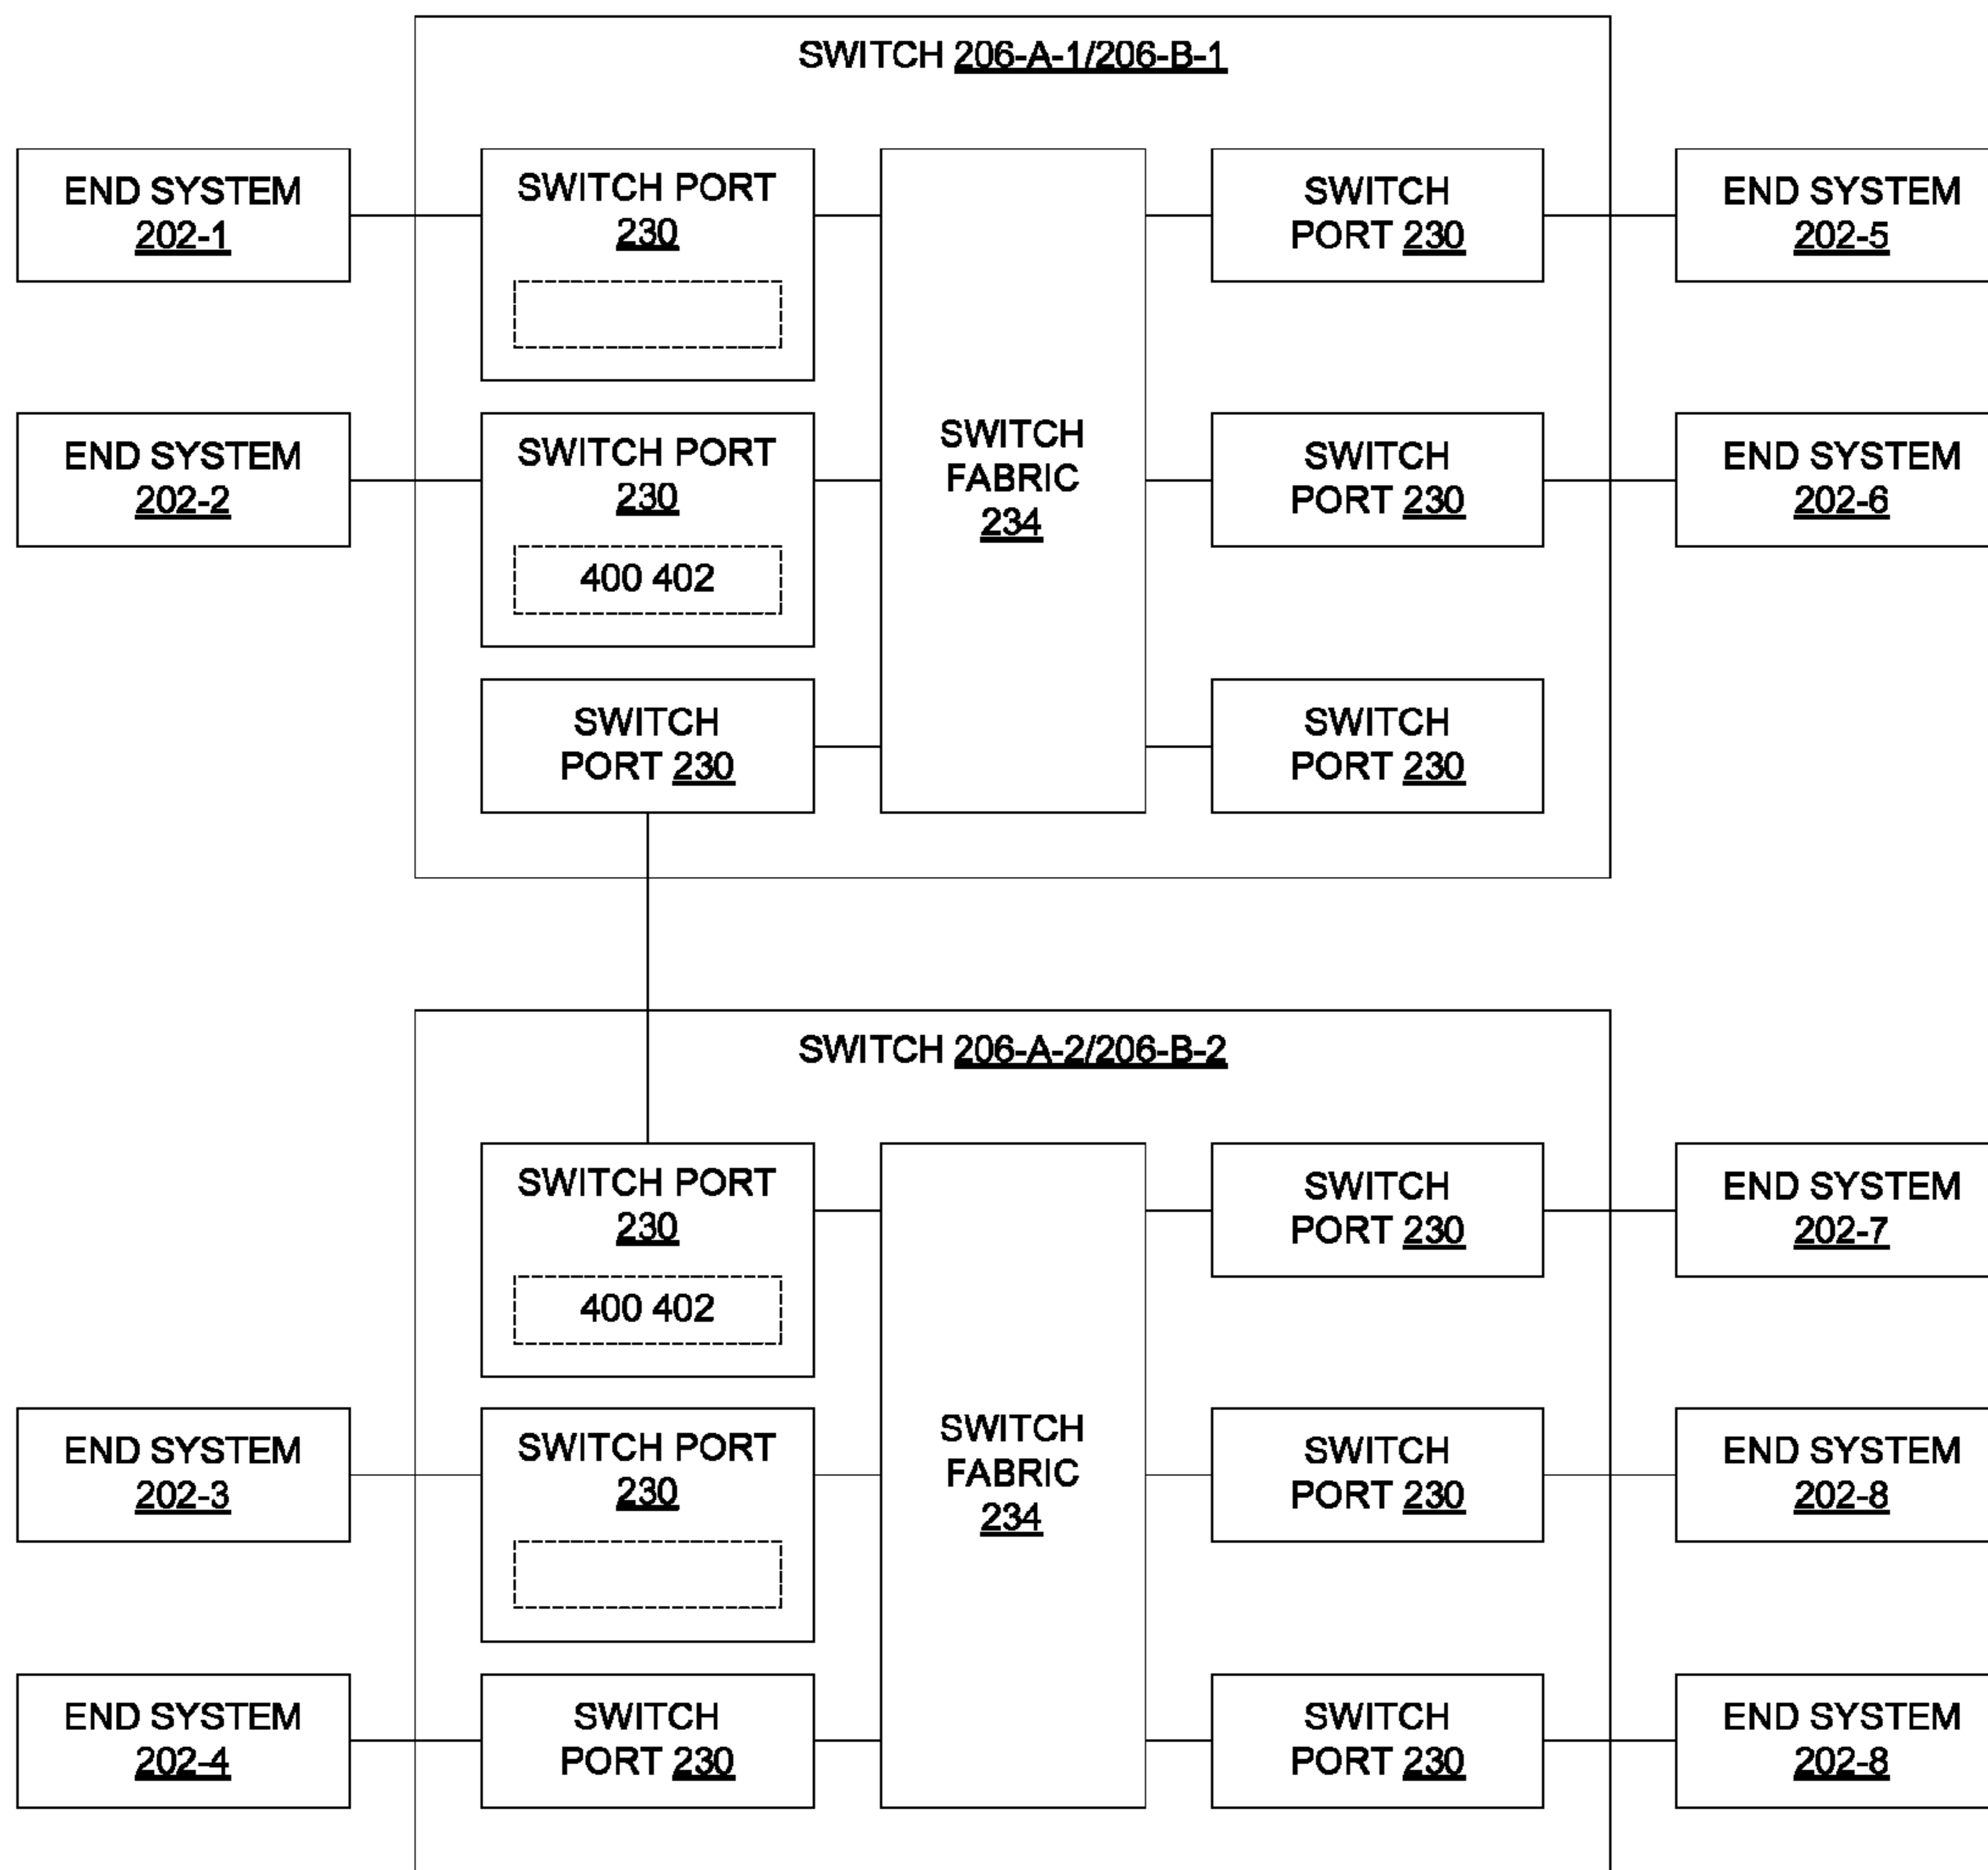 SWITCH 206-A-1/206-B-1
END SYSTEM
202-1
SWITCH PORT
230
SWITCH
PORT 230
END SYSTEM
202-5
END SYSTEM
202-2
SWITCH PORT
230
400 402
SWITCH
FABRIC
234
SWITCH
PORT 230
END SYSTEM
202-6
SWITCH
PORT 230
SWITCH
PORT 230
SWITCH 206-A-2/206-B-2
SWITCH PORT
230
400 402
SWITCH
PORT 230
END SYSTEM
202-7
END SYSTEM
202-3
SWITCH PORT
230
SWITCH
FABRIC
234
SWITCH
PORT 230
END SYSTEM
202-8
END SYSTEM
202-4
SWITCH
PORT 230
SWITCH
PORT 230
END SYSTEM
202-8